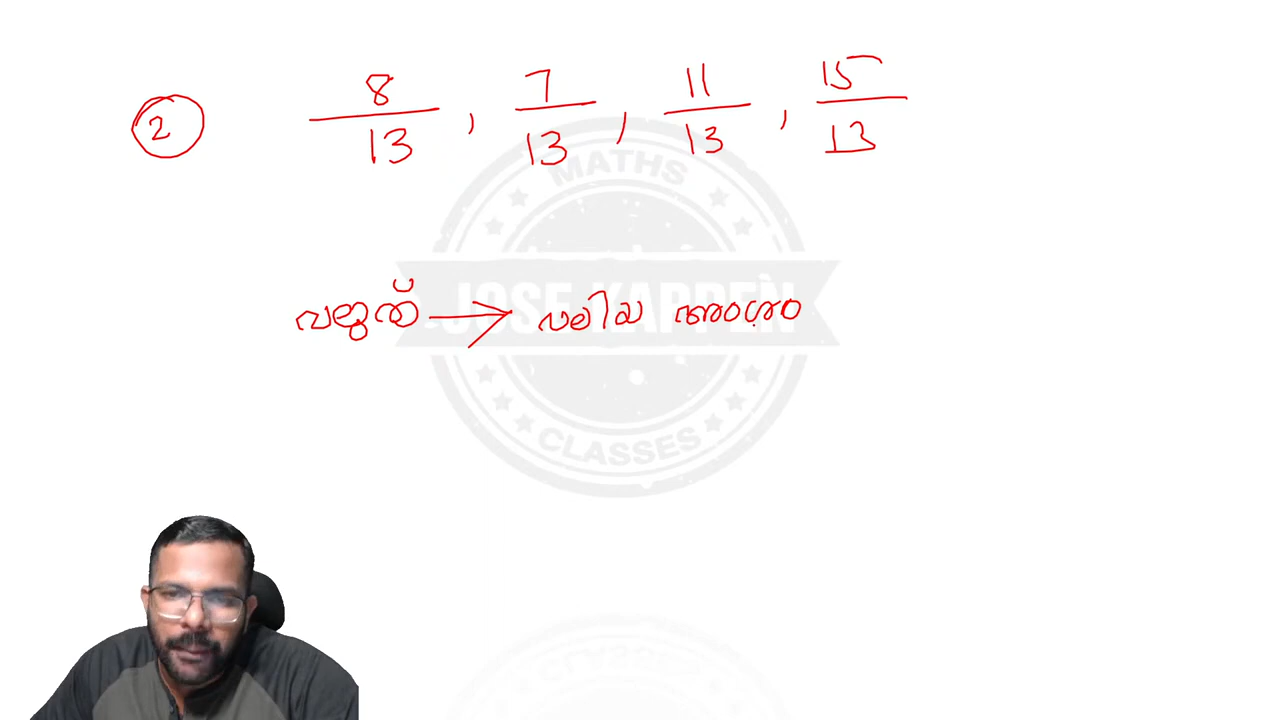 ② 8/13 , 7/13 , 11/13 , 15/13
വലുത് → വലിയ അംശം
MATHS
JOSE KAPPEN
CLASSES